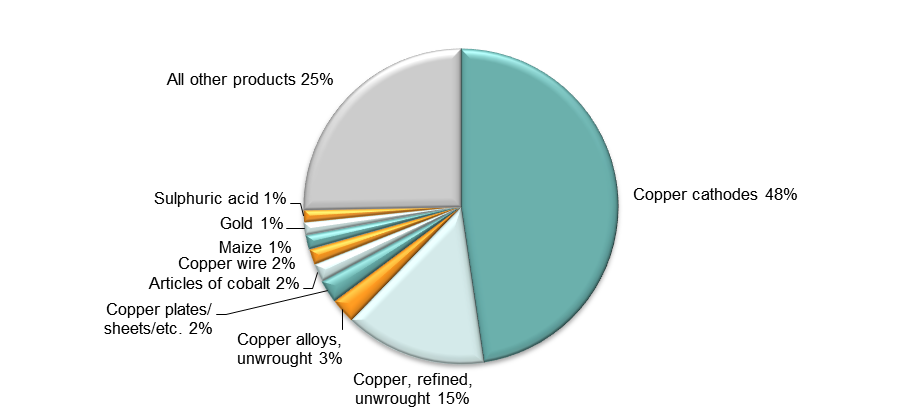 All other products 25%
Copper cathodes 48%
Sulphuric acid 1%
Gold 1%
Maize 1%
Copper wire 2%
Articles of cobalt 2%
Copper plates/
sheets/etc. 2%
Copper alloys,
unwrought 3%
Copper, refined,
unwrought 15%